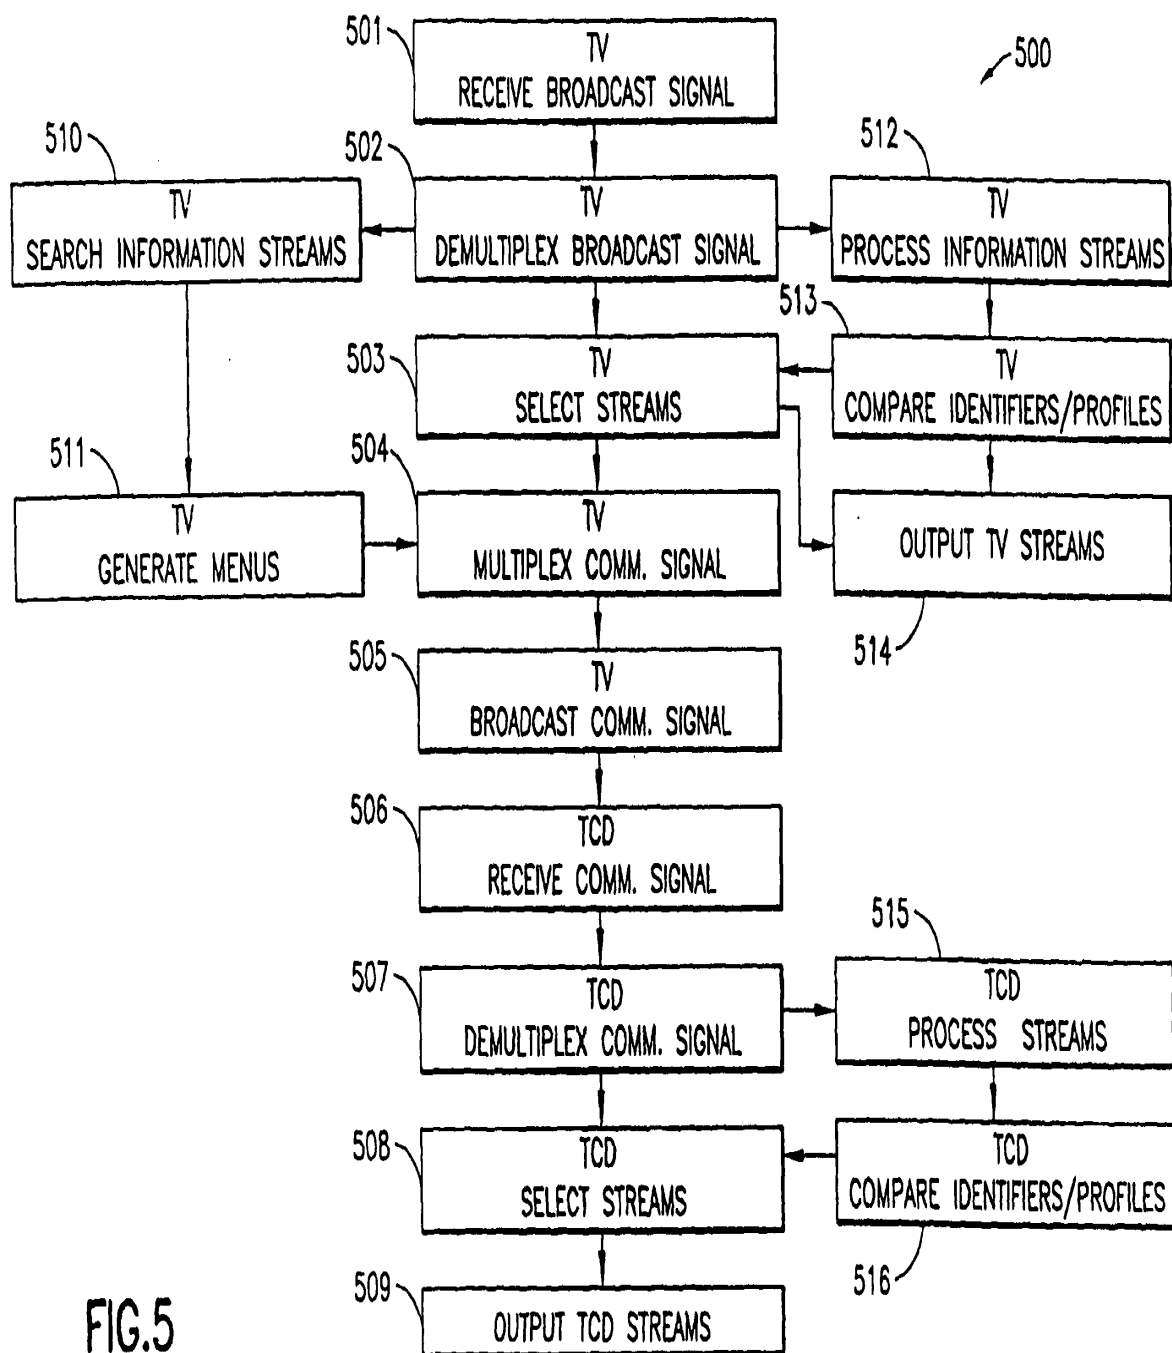 501
TV
RECEIVE BROADCAST SIGNAL
500
510
TV
SEARCH INFORMATION STREAMS
502
TV
DEMULTIPLEX BROADCAST SIGNAL
512
TV
PROCESS INFORMATION STREAMS
503
TV
SELECT STREAMS
513
TV
COMPARE IDENTIFIERS/PROFILES
511
TV
GENERATE MENUS
504
TV
MULTIPLEX COMM. SIGNAL
OUTPUT TV STREAMS
514
505
TV
BROADCAST COMM. SIGNAL
506
TCD
RECEIVE COMM. SIGNAL
507
TCD
DEMULTIPLEX COMM. SIGNAL
515
TCD
PROCESS STREAMS
508
TCD
SELECT STREAMS
TCD
COMPARE IDENTIFIERS/PROFILES
516
509
OUTPUT TCD STREAMS
FIG.5